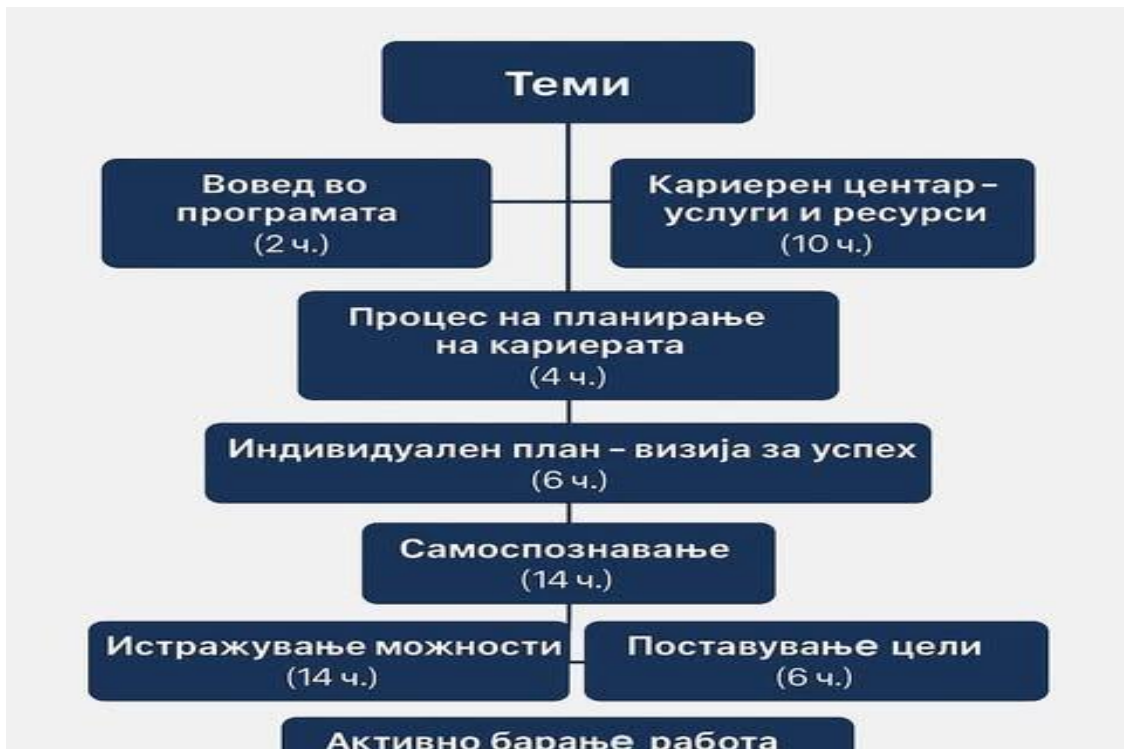 Теми
Вовед во
програмата
(2 ч.)
Кариерен центар –
услуги и ресурси
(10 ч.)
Процес на планирање
на кариерата
(4 ч.)
Индивидуален план – визија за успех
(6 ч.)
Самоспознавање
(14 ч.)
Истражување можности
(14 ч.)
Поставување цели
(6 ч.)
Активно барање работа